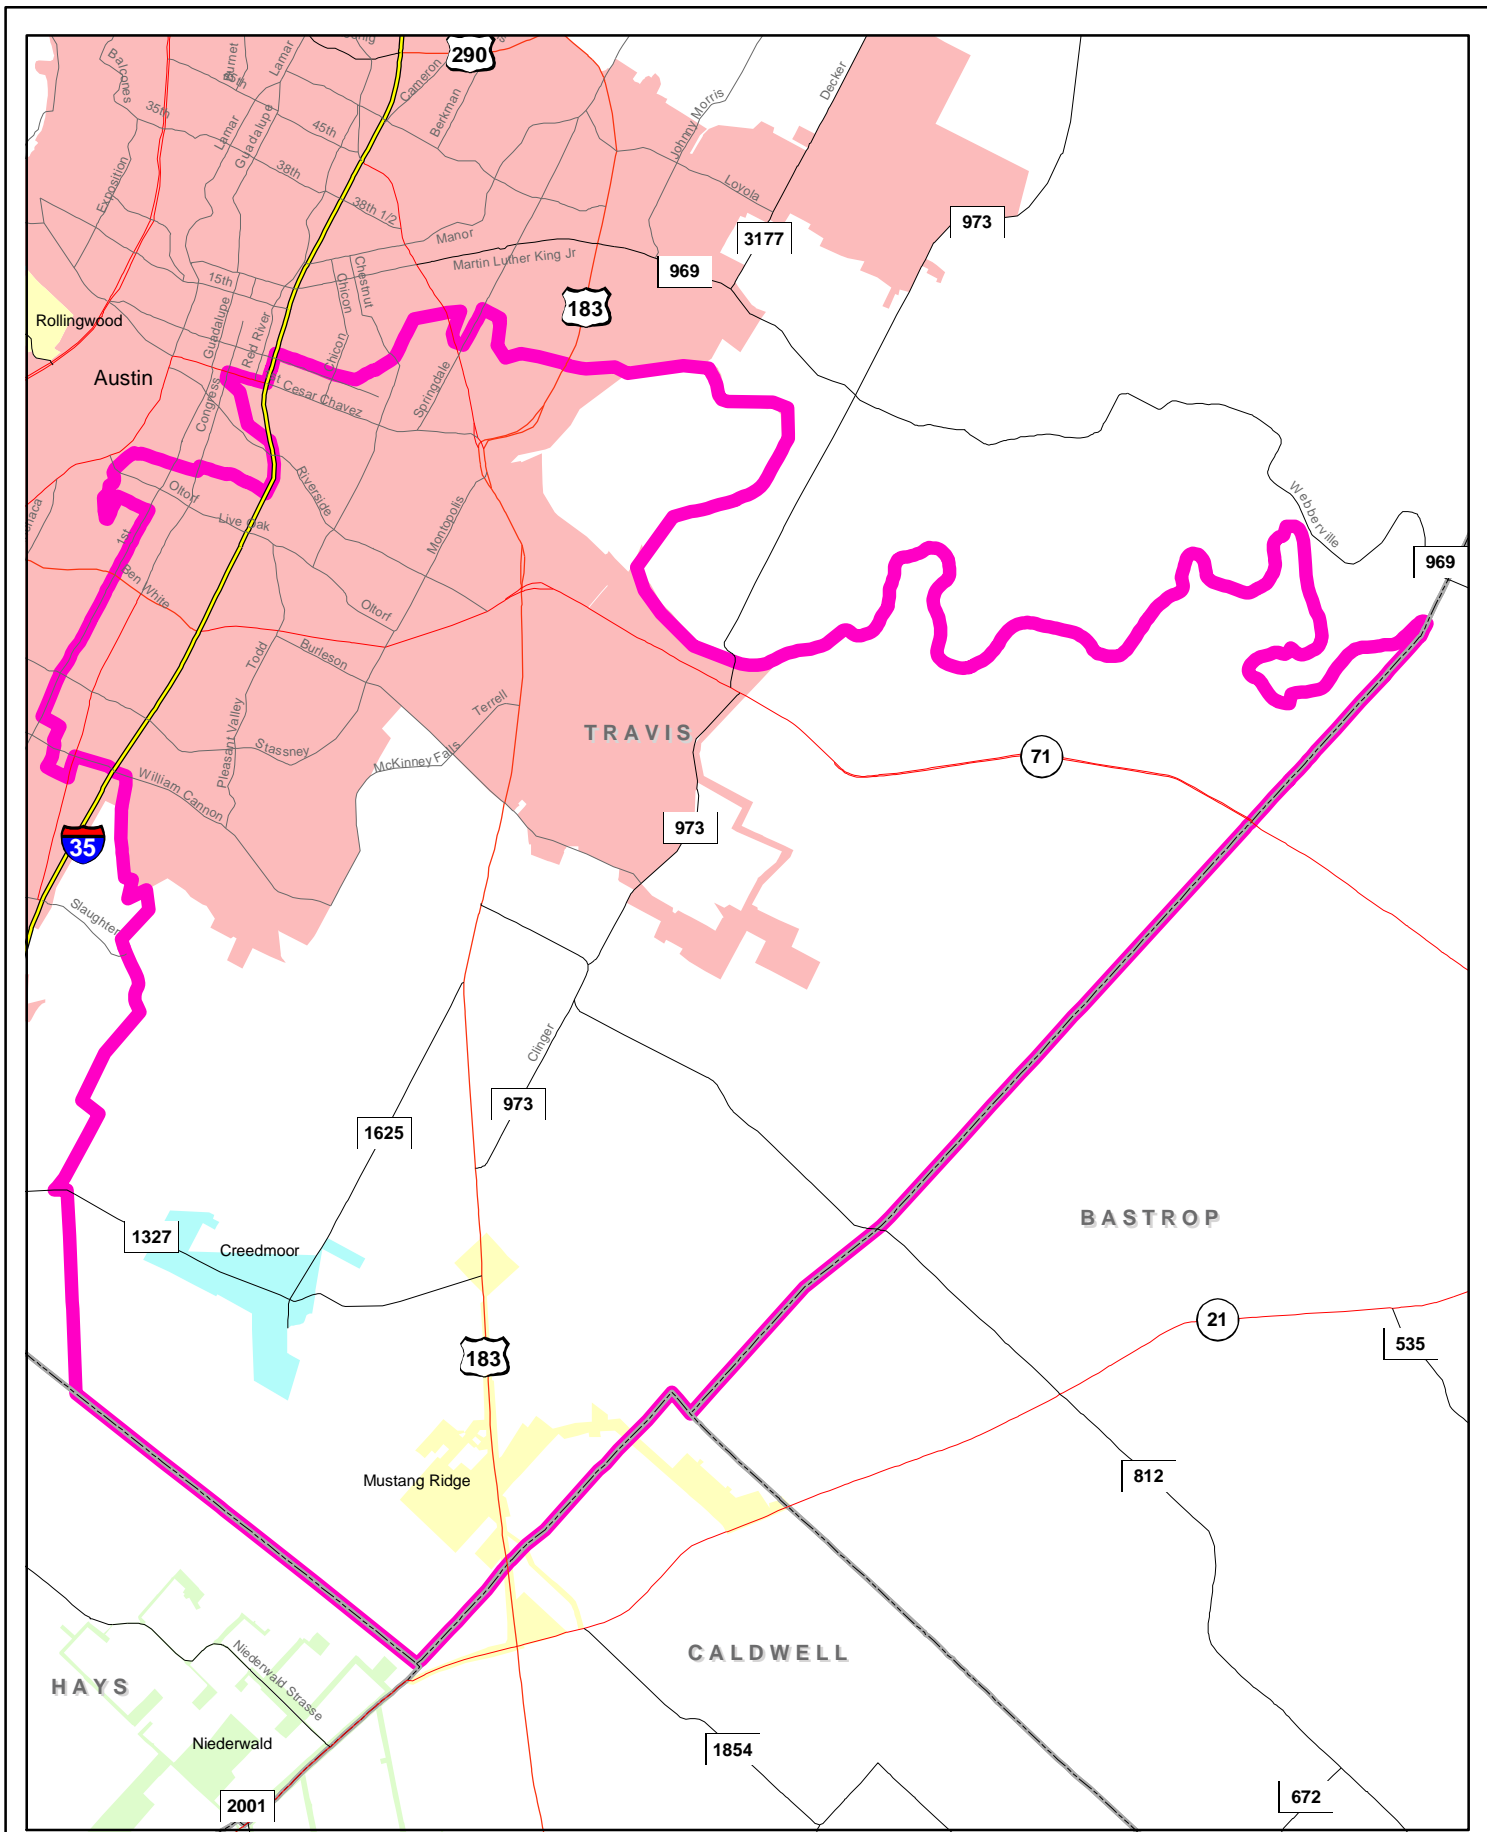 290
Balcones
Lamar
Cameron
Berkman
Decker
Johnny Morris
35th
45th
Lamar
Guadalupe
38th
38th 1/2
Exposition
Loyola
Manor
Martin Luther King Jr
3177
973
969
15th
Chicon
Chestnut
183
Rollingwood
Guadalupe
Red River
Chicon
Austin
Congress
Cesar Chavez
Springdale
Riverside
Oltorf
Live Oak
Montopolis
Webberville
969
1st
Ben White
Oltorf
Todd
Burleson
Terrell
Pleasant Valley
Stassney
McKinney Falls
TRAVIS
71
William Cannon
35
973
Slaughter
Clinger
973
1625
1327
Creedmoor
BASTROP
21
535
183
Mustang Ridge
812
Niederwald Strasse
HAYS
CALDWELL
Niederwald
1854
2001
672